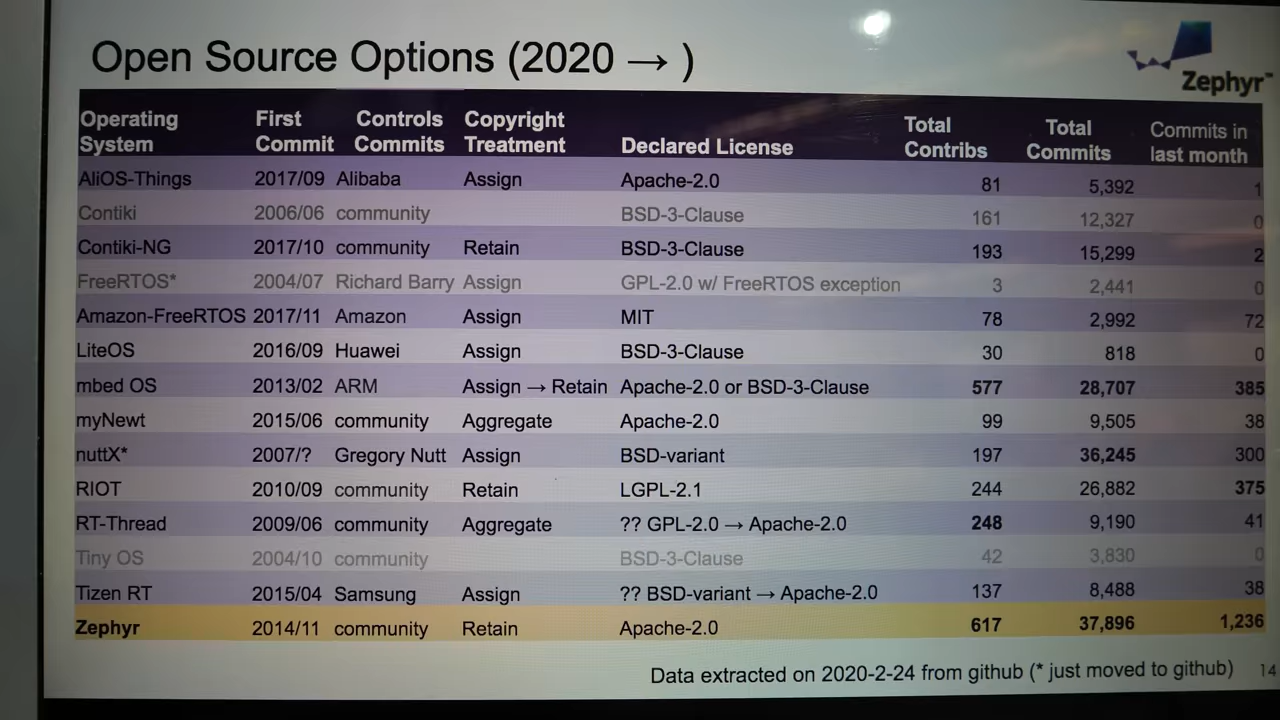 Open Source Options (2020 → )
Zephyr™
Operating System First Commit Controls Commits Copyright Treatment Declared License Total Contribs Total Commits Commits in last month
AliOS-Things 2017/09 Alibaba Assign Apache-2.0 81 5,392 1
Contiki 2006/06 community BSD-3-Clause 161 12,327 0
Contiki-NG 2017/10 community Retain BSD-3-Clause 193 15,299 2
FreeRTOS* 2004/07 Richard Barry Assign GPL-2.0 w/ FreeRTOS exception 3 2,441 0
Amazon-FreeRTOS 2017/11 Amazon Assign MIT 78 2,992 72
LiteOS 2016/09 Huawei Assign BSD-3-Clause 30 818 0
mbed OS 2013/02 ARM Assign → Retain Apache-2.0 or BSD-3-Clause 577 28,707 385
myNewt 2015/06 community Aggregate Apache-2.0 99 9,505 38
nuttX* 2007/? Gregory Nutt Assign BSD-variant 197 36,245 300
RIOT 2010/09 community Retain LGPL-2.1 244 26,882 375
RT-Thread 2009/06 community Aggregate ?? GPL-2.0 → Apache-2.0 248 9,190 41
Tiny OS 2004/10 community BSD-3-Clause 42 3,830 0
Tizen RT 2015/04 Samsung Assign ?? BSD-variant → Apache-2.0 137 8,488 38
Zephyr 2014/11 community Retain Apache-2.0 617 37,896 1,236
Data extracted on 2020-2-24 from github (* just moved to github) 14